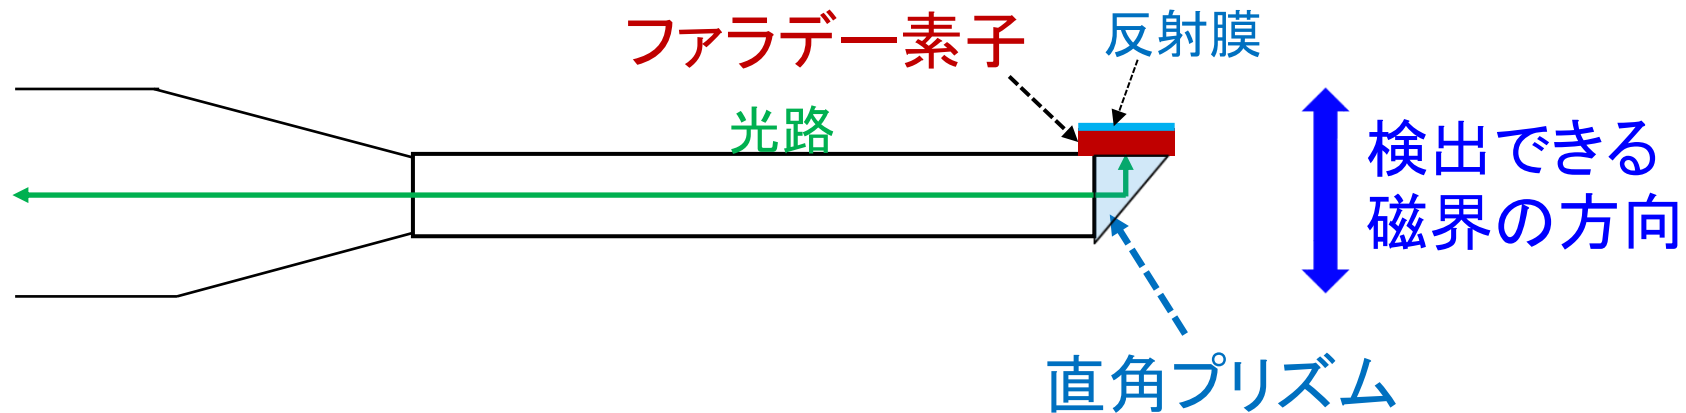 ファラデー素子
反射膜
光路
検出できる
磁界の方向
直角プリズム